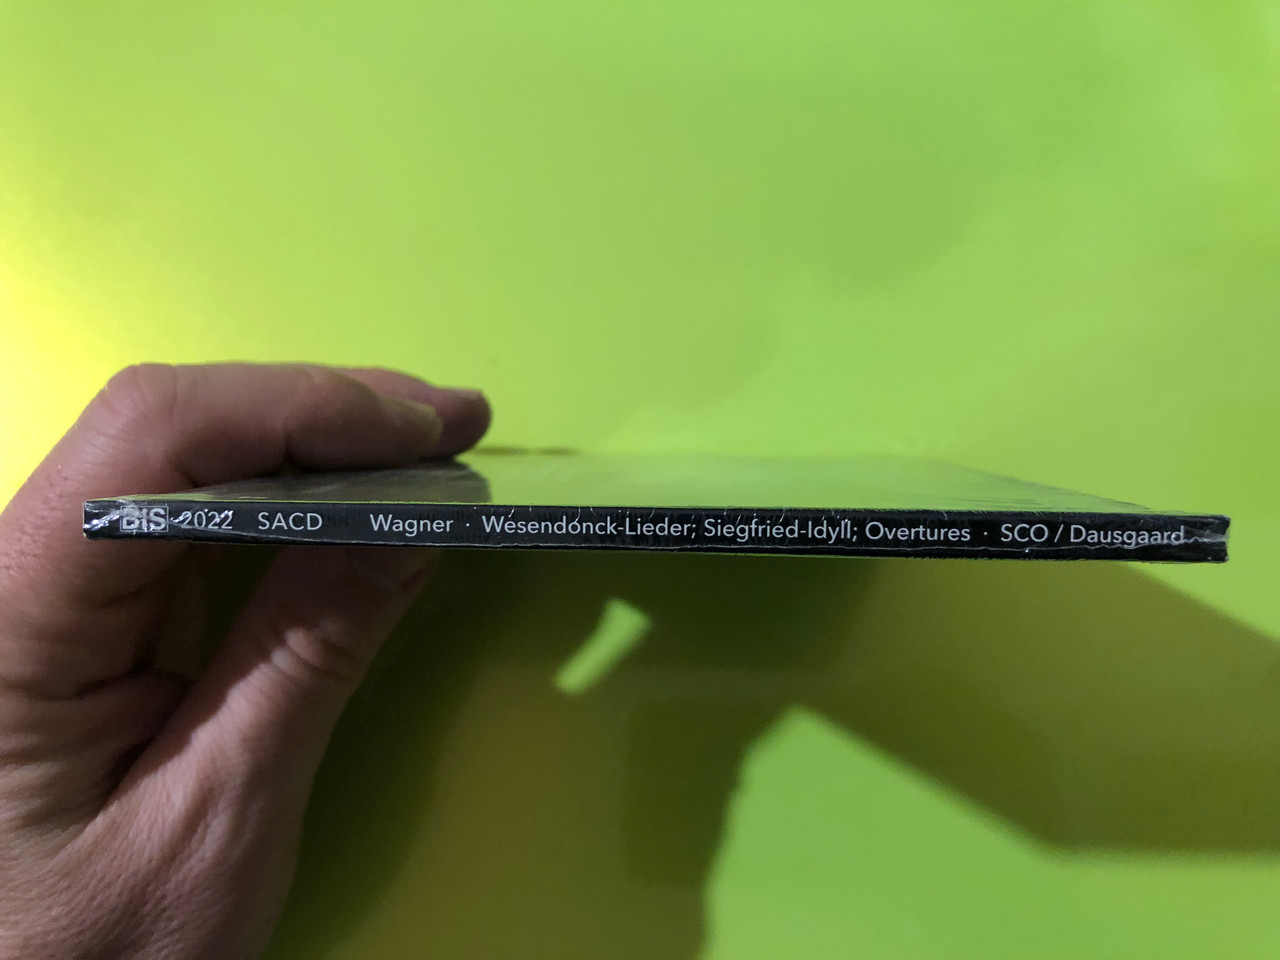 BIS 2022 SACD Wagner · Wesendonck-Lieder; Siegfried-Idyll; Overtures · SCO / Dausgaard